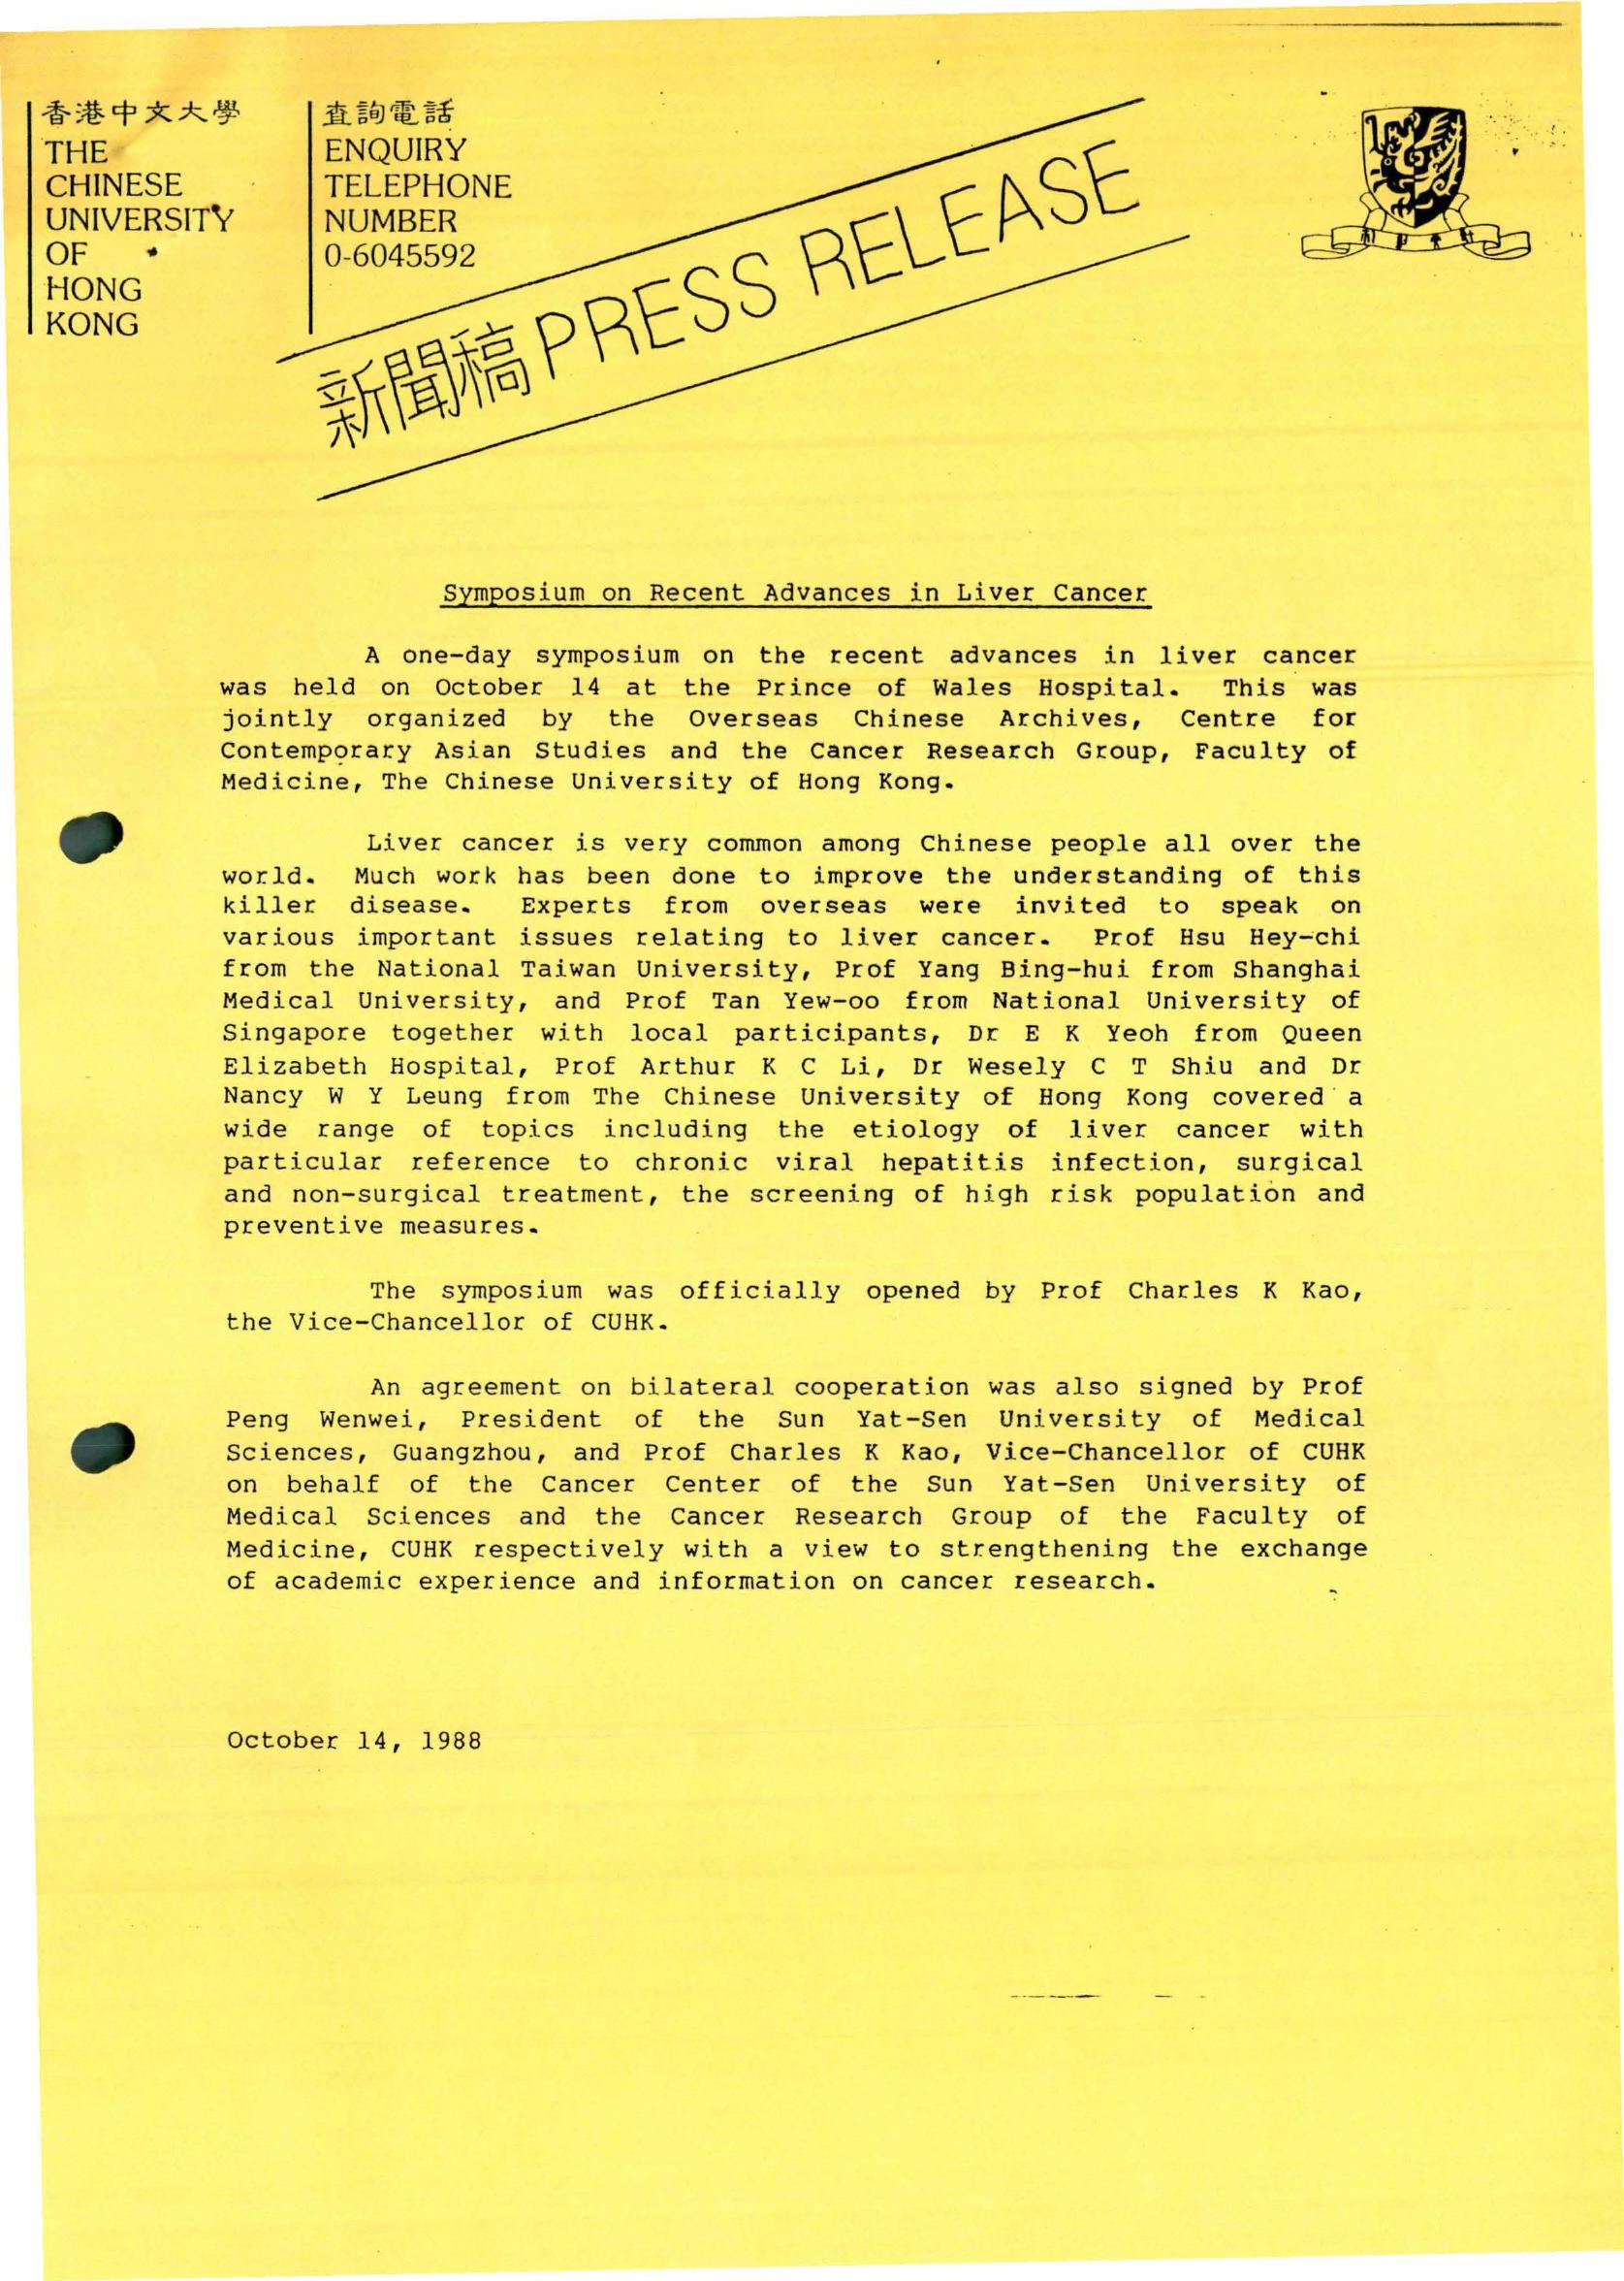 香港中文大學
THE
CHINESE
UNIVERSITY
OF
HONG
KONG
查詢電話
ENQUIRY
TELEPHONE
NUMBER
0-6045592
新聞稿 PRESS RELEASE
Symposium on Recent Advances in Liver Cancer
A one-day symposium on the recent advances in liver cancer
was held on October 14 at the Prince of Wales Hospital. This was
jointly organized by the Overseas Chinese Archives, Centre for
Contemporary Asian Studies and the Cancer Research Group, Faculty of
Medicine, The Chinese University of Hong Kong.
Liver cancer is very common among Chinese people all over the
world. Much work has been done to improve the understanding of this
killer disease. Experts from overseas were invited to speak on
various important issues relating to liver cancer. Prof Hsu Hey-chi
from the National Taiwan University, Prof Yang Bing-hui from Shanghai
Medical University, and Prof Tan Yew-oo from National University of
Singapore together with local participants, Dr E K Yeoh from Queen
Elizabeth Hospital, Prof Arthur K C Li, Dr Wesely C T Shiu and Dr
Nancy W Y Leung from The Chinese University of Hong Kong covered a
wide range of topics including the etiology of liver cancer with
particular reference to chronic viral hepatitis infection, surgical
and non-surgical treatment, the screening of high risk population and
preventive measures.
The symposium was officially opened by Prof Charles K Kao,
the Vice-Chancellor of CUHK.
An agreement on bilateral cooperation was also signed by Prof
Peng Wenwei, President of the Sun Yat-Sen University of Medical
Sciences, Guangzhou, and Prof Charles K Kao, Vice-Chancellor of CUHK
on behalf of the Cancer Center of the Sun Yat-Sen University of
Medical Sciences and the Cancer Research Group of the Faculty of
Medicine, CUHK respectively with a view to strengthening the exchange
of academic experience and information on cancer research.
October 14, 1988